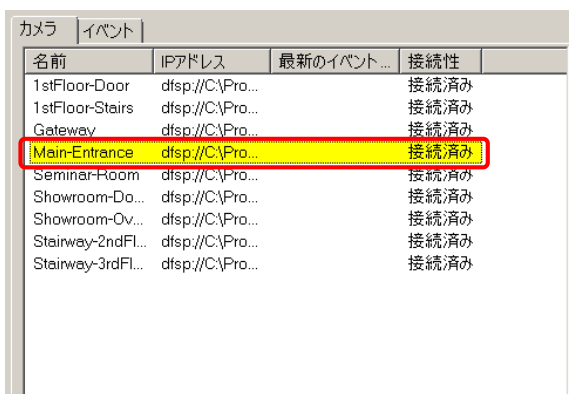 カメラ イベント
名前 IPアドレス 最新のイベント... 接続性
1stFloor-Door dfsp://C:\Pro... 接続済み
1stFloor-Stairs dfsp://C:\Pro... 接続済み
Gateway dfsp://C:\Pro... 接続済み
Main-Entrance dfsp://C:\Pro... 接続済み
Seminar-Room dfsp://C:\Pro... 接続済み
Showroom-Do... dfsp://C:\Pro... 接続済み
Showroom-Ov... dfsp://C:\Pro... 接続済み
Stairway-2ndFl... dfsp://C:\Pro... 接続済み
Stairway-3rdFl... dfsp://C:\Pro... 接続済み